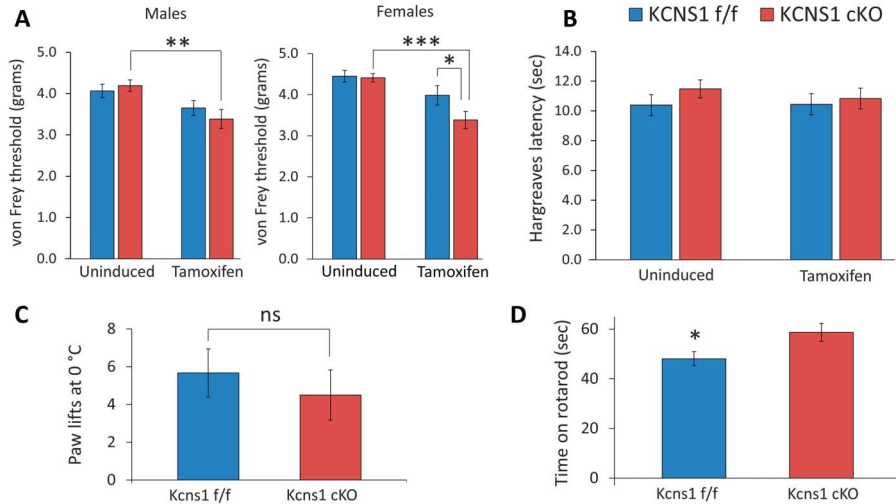 A
Males
Females
B
KCNS1 f/f
KCNS1 cKO
von Frey threshold (grams)
5.0
4.0
3.0
2.0
1.0
0.0
**
Uninduced
Tamoxifen
von Frey threshold (grams)
5.0
4.0
3.0
2.0
1.0
0.0
***
*
Uninduced
Tamoxifen
Hargreaves latency (sec)
14.0
12.0
10.0
8.0
6.0
4.0
2.0
0.0
Uninduced
Tamoxifen
C
Paw lifts at 0 °C
8
6
4
2
0
ns
Kcns1 f/f
Kcns1 cKO
D
Time on rotarod (sec)
60
40
20
0
*
Kcns1 f/f
Kcns1 cKO